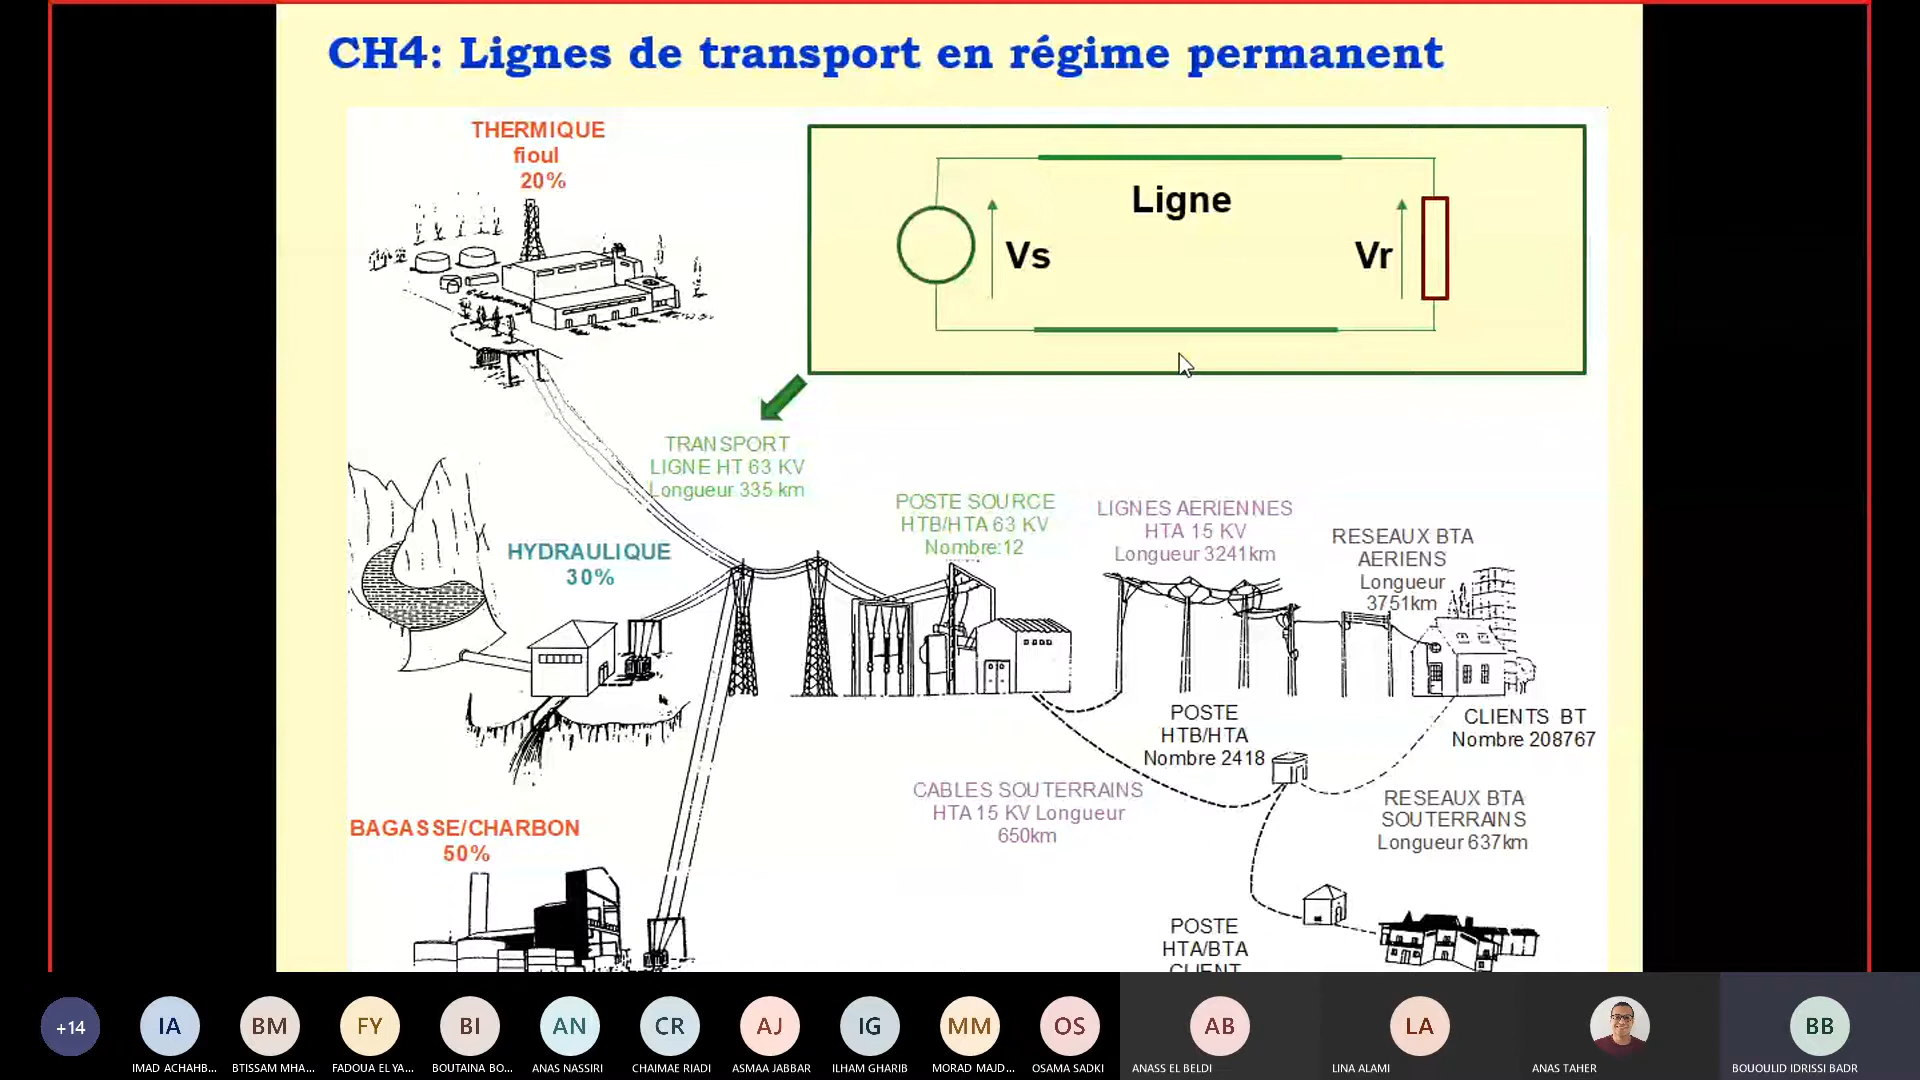 CH4: Lignes de transport en régime permanent
THERMIQUE
fioul
20%
Ligne
Vs
Vr
TRANSPORT
LIGNE HT 63 KV
Longueur 335 km
POSTE SOURCE
HTB/HTA 63 KV
Nombre:12
LIGNES AERIENNES
HTA 15 KV
Longueur 3241km
RESEAUX BTA
AERIENS
Longueur
3751km
HYDRAULIQUE
30%
POSTE
HTB/HTA
Nombre 2418
CLIENTS BT
Nombre 208767
CABLES SOUTERRAINS
HTA 15 KV Longueur
650km
RESEAUX BTA
SOUTERRAINS
Longueur 637km
BAGASSE/CHARBON
50%
POSTE
HTA/BTA
CLIENT
+14
IA
BM
FY
BI
AN
CR
AJ
IG
MM
OS
AB
LA
BB
IMAD ACHAHB...
BTISSAM MHA...
FADOUA EL YA...
BOUTAINA BO...
ANAS NASSIRI
CHAIMAE RIADI
ASMAA JABBAR
ILHAM GHARIB
MORAD MAJD...
OSAMA SADKI
ANASS EL BELDI
LINA ALAMI
ANAS TAHER
BOUOULID IDRISSI BADR